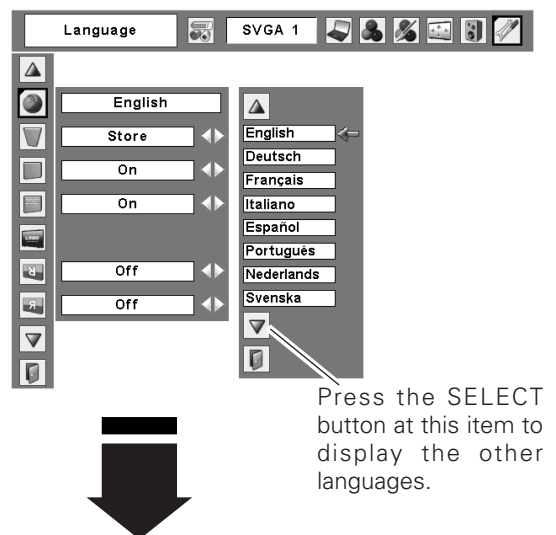 Language
SVGA 1
English
Store
On
On
LOGO
R
Off
R
Off
English
Deutsch
Français
Italiano
Español
Português
Nederlands
Svenska
Press the SELECT
button at this item to
display the other
languages.